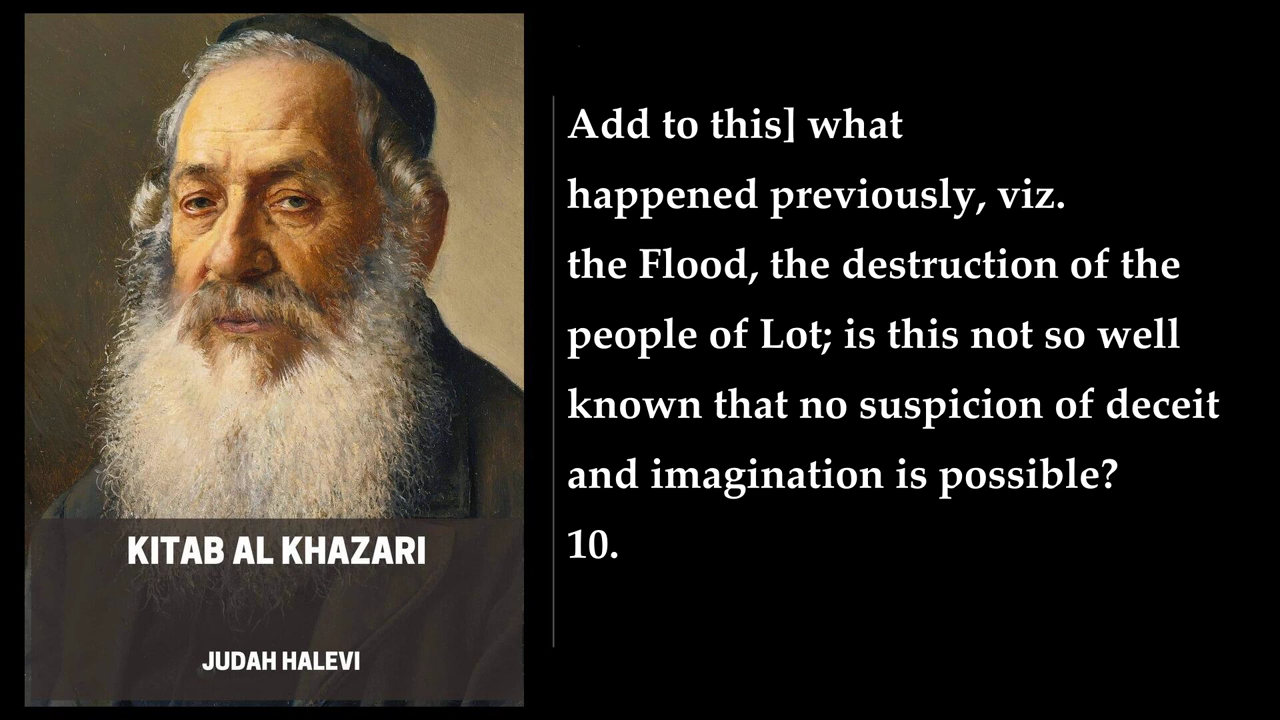 KITAB AL KHAZARI
JUDAH HALEVI
Add to this] what
happened previously, viz.
the Flood, the destruction of the
people of Lot; is this not so well
known that no suspicion of deceit
and imagination is possible?
10.